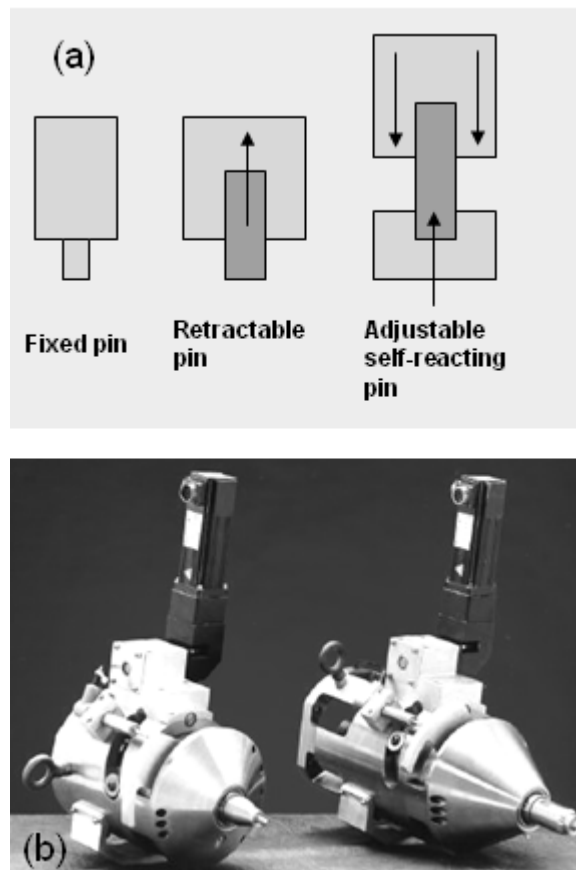 (a)
Fixed pin
Retractable
pin
Adjustable
self-reacting
pin
(b)